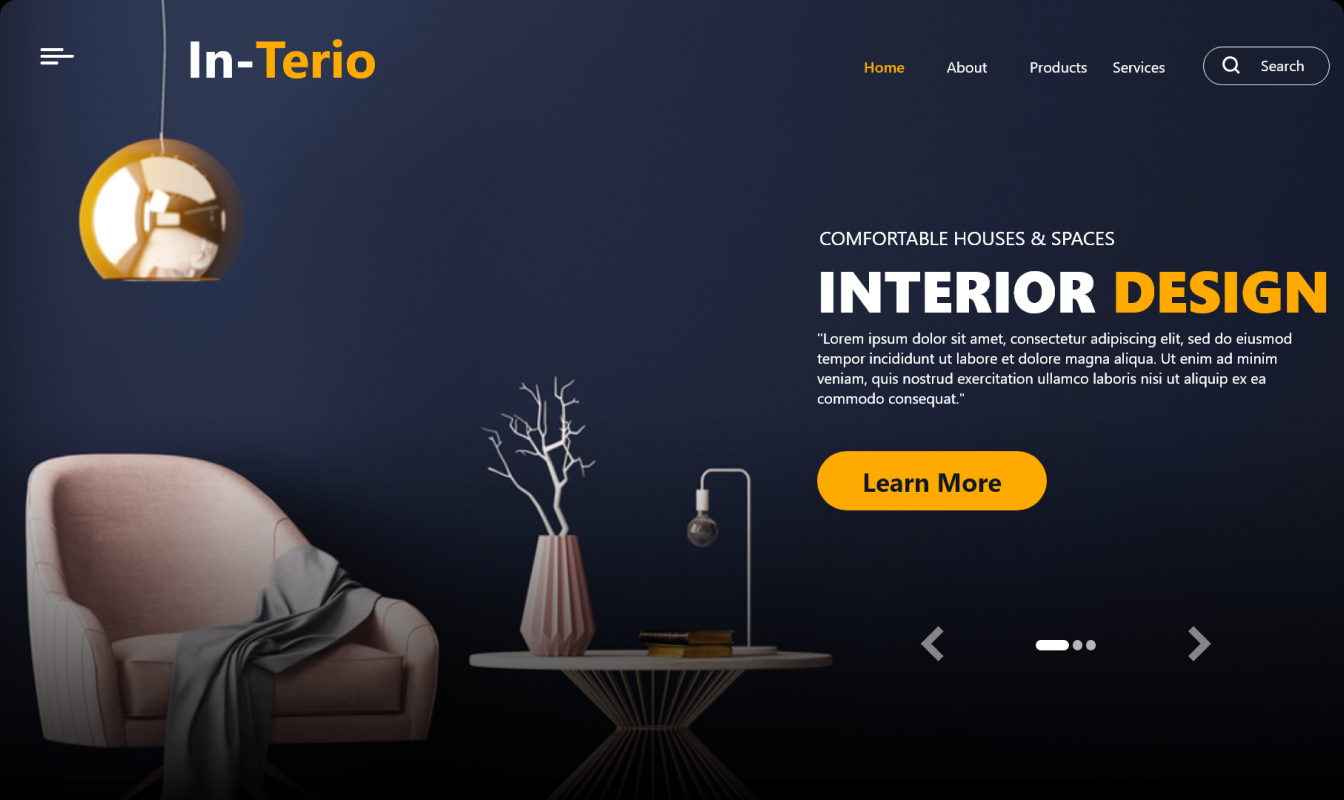 In-Terio
Home About Products Services Search
COMFORTABLE HOUSES & SPACES
INTERIOR DESIGN
"Lorem ipsum dolor sit amet, consectetur adipiscing elit, sed do eiusmod
tempor incididunt ut labore et dolore magna aliqua. Ut enim ad minim
veniam, quis nostrud exercitation ullamco laboris nisi ut aliquip ex ea
commodo consequat."
Learn More